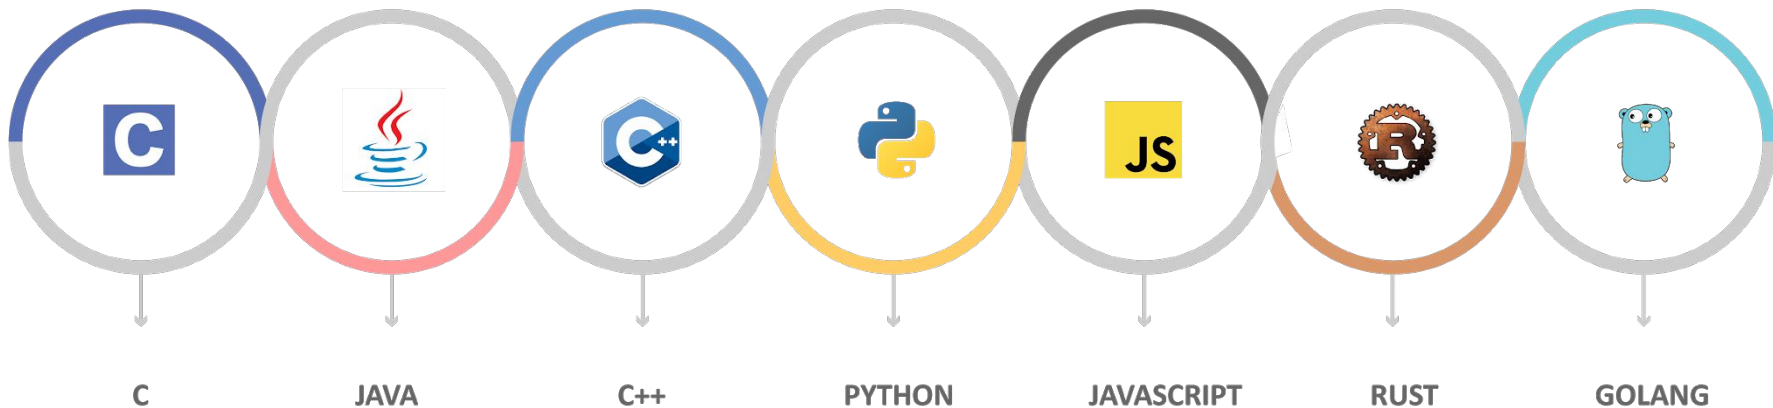 C
C++
JS
R
C JAVA C++ PYTHON JAVASCRIPT RUST GOLANG